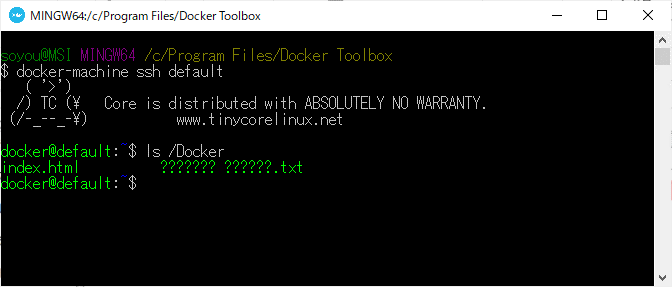 MINGW64:/c/Program Files/Docker Toolbox
soyou@MSI MINGW64 /c/Program Files/Docker Toolbox
$ docker-machine ssh default
   ( '>')
  /) TC (\   Core is distributed with ABSOLUTELY NO WARRANTY.
 (/-_--_-\)           www.tinycorelinux.net
docker@default:~$ ls /Docker
index.html          ??????? ??????.txt
docker@default:~$